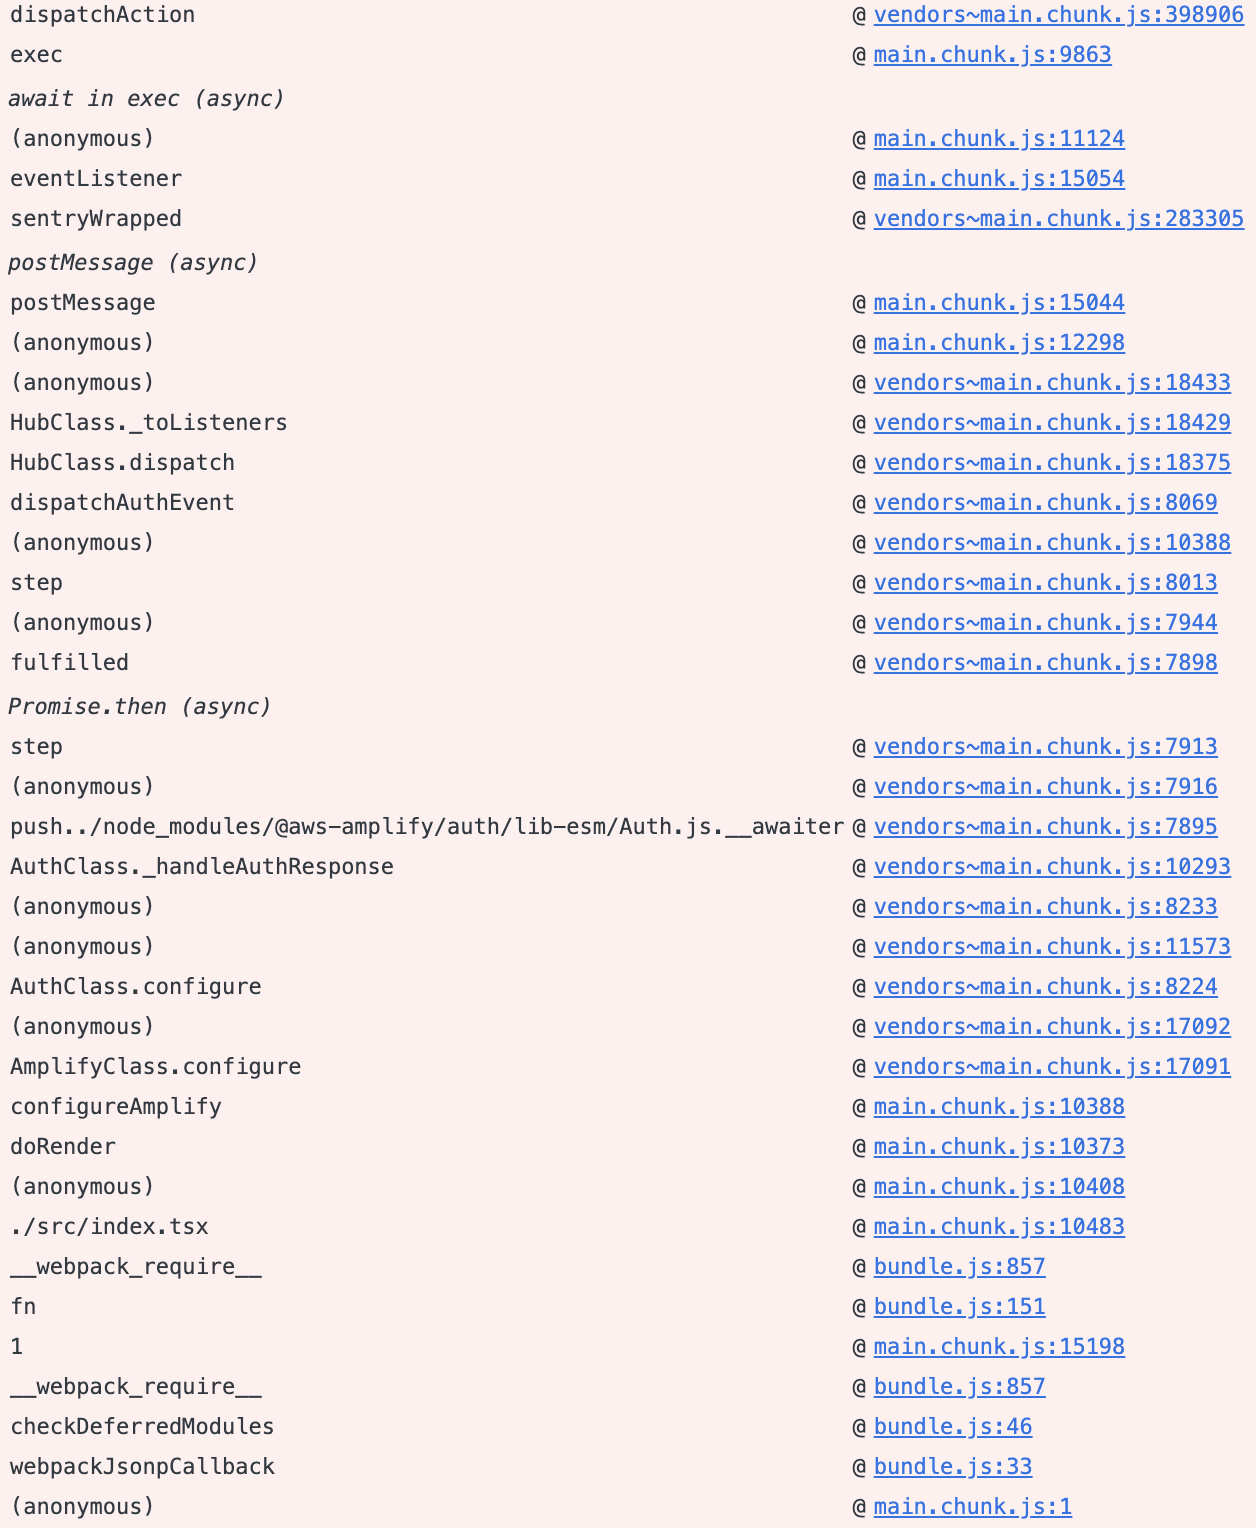 dispatchAction @ vendors~main.chunk.js:398906
exec @ main.chunk.js:9863
await in exec (async)
(anonymous) @ main.chunk.js:11124
eventListener @ main.chunk.js:15054
sentryWrapped @ vendors~main.chunk.js:283305
postMessage (async)
postMessage @ main.chunk.js:15044
(anonymous) @ main.chunk.js:12298
(anonymous) @ vendors~main.chunk.js:18433
HubClass._toListeners @ vendors~main.chunk.js:18429
HubClass.dispatch @ vendors~main.chunk.js:18375
dispatchAuthEvent @ vendors~main.chunk.js:8069
(anonymous) @ vendors~main.chunk.js:10388
step @ vendors~main.chunk.js:8013
(anonymous) @ vendors~main.chunk.js:7944
fulfilled @ vendors~main.chunk.js:7898
Promise.then (async)
step @ vendors~main.chunk.js:7913
(anonymous) @ vendors~main.chunk.js:7916
push../node_modules/@aws-amplify/auth/lib-esm/Auth.js.__awaiter @ vendors~main.chunk.js:7895
AuthClass._handleAuthResponse @ vendors~main.chunk.js:10293
(anonymous) @ vendors~main.chunk.js:8233
(anonymous) @ vendors~main.chunk.js:11573
AuthClass.configure @ vendors~main.chunk.js:8224
(anonymous) @ vendors~main.chunk.js:17092
AmplifyClass.configure @ vendors~main.chunk.js:17091
configureAmplify @ main.chunk.js:10388
doRender @ main.chunk.js:10373
(anonymous) @ main.chunk.js:10408
./src/index.tsx @ main.chunk.js:10483
__webpack_require__ @ bundle.js:857
fn @ bundle.js:151
1 @ main.chunk.js:15198
__webpack_require__ @ bundle.js:857
checkDeferredModules @ bundle.js:46
webpackJsonpCallback @ bundle.js:33
(anonymous) @ main.chunk.js:1